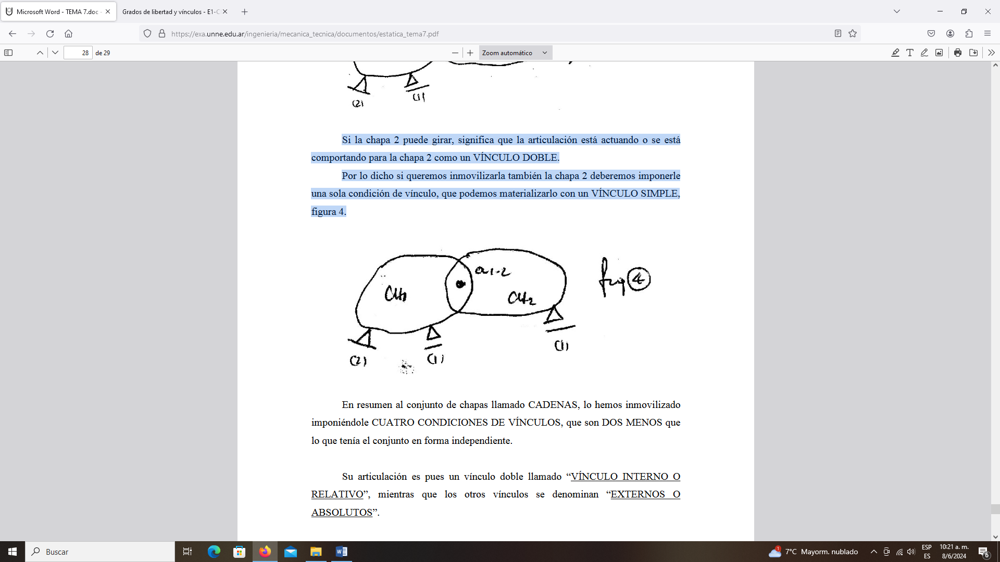 Microsoft Word - TEMA 7.doc -
Grados de libertad y vínculos - E1-C
https://exa.unne.edu.ar/ingenieria/mecanica_tecnica/documentos/estatica_tema7.pdf
28 de 29
Zoom automático
(2)
(1)
Si la chapa 2 puede girar, significa que la articulación está actuando o se está
comportando para la chapa 2 como un VÍNCULO DOBLE.
Por lo dicho si queremos inmovilizarla también la chapa 2 deberemos imponerle
una sola condición de vínculo, que podemos materializarlo con un VÍNCULO SIMPLE,
figura 4.
a1-2
fig 4
CH1
CH2
(1)
(2)
(1)
En resumen al conjunto de chapas llamado CADENAS, lo hemos inmovilizado
imponiéndole CUATRO CONDICIONES DE VÍNCULOS, que son DOS MENOS que
lo que tenía el conjunto en forma independiente.
Su articulación es pues un vínculo doble llamado “VÍNCULO INTERNO O
RELATIVO”, mientras que los otros vínculos se denominan “EXTERNOS O
ABSOLUTOS”.
Buscar
1
7°C Mayorm. nublado
ESP
ES
10:21 a. m.
8/6/2024
6